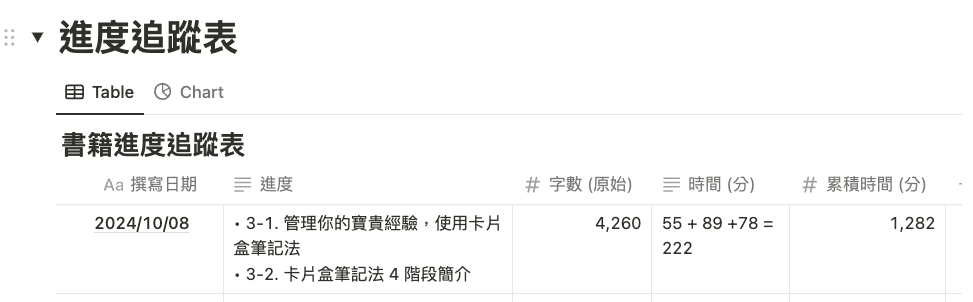 進度追蹤表
Table Chart
書籍進度追蹤表
Aa 撰寫日期 進度 # 字數 (原始) 時間 (分) # 累積時間 (分)
2024/10/08 • 3-1. 管理你的寶貴經驗，使用卡片 4,260 55 + 89 +78 = 1,282
盒筆記法 222
• 3-2. 卡片盒筆記法 4 階段簡介